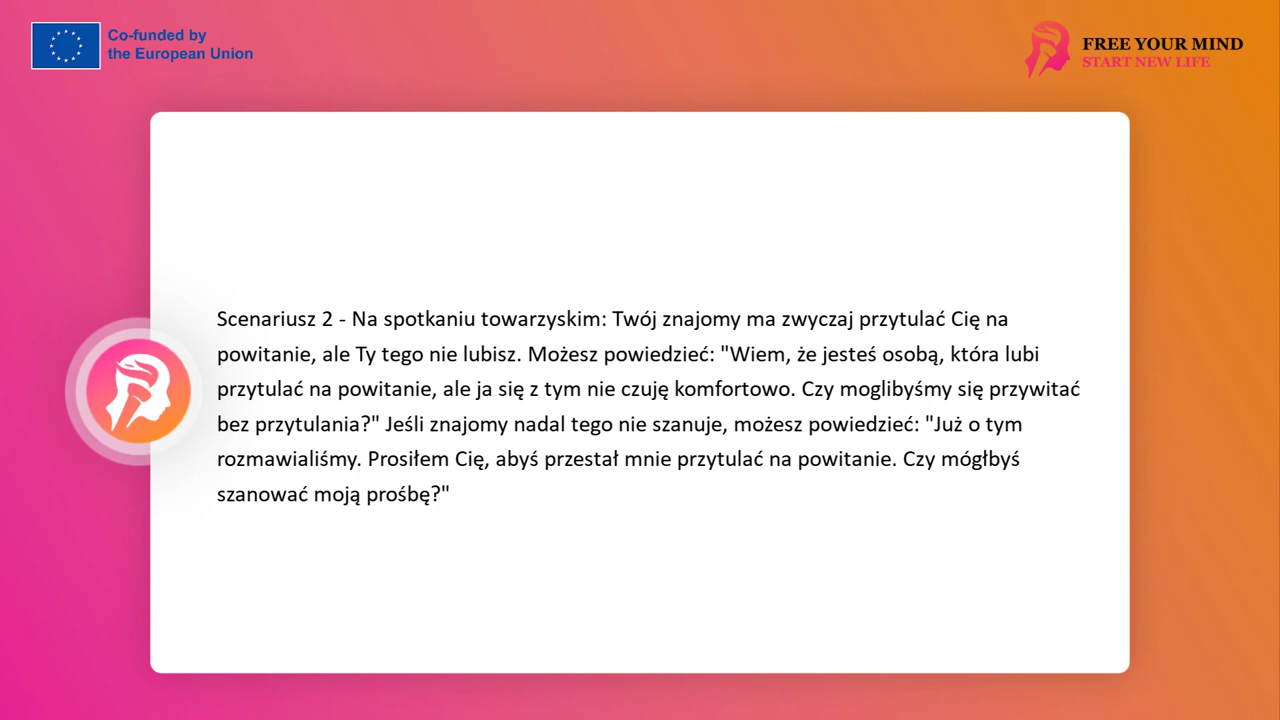 Co-funded by
the European Union
FREE YOUR MIND
START NEW LIFE
Scenariusz 2 - Na spotkaniu towarzyskim: Twój znajomy ma zwyczaj przytulać Cię na
powitanie, ale Ty tego nie lubisz. Możesz powiedzieć: "Wiem, że jesteś osobą, która lubi
przytulać na powitanie, ale ja się z tym nie czuję komfortowo. Czy moglibyśmy się przywitać
bez przytulania?" Jeśli znajomy nadal tego nie szanuje, możesz powiedzieć: "Już o tym
rozmawialiśmy. Prosiłem Cię, abyś przestał mnie przytulać na powitanie. Czy mógłbyś
szanować moją prośbę?"